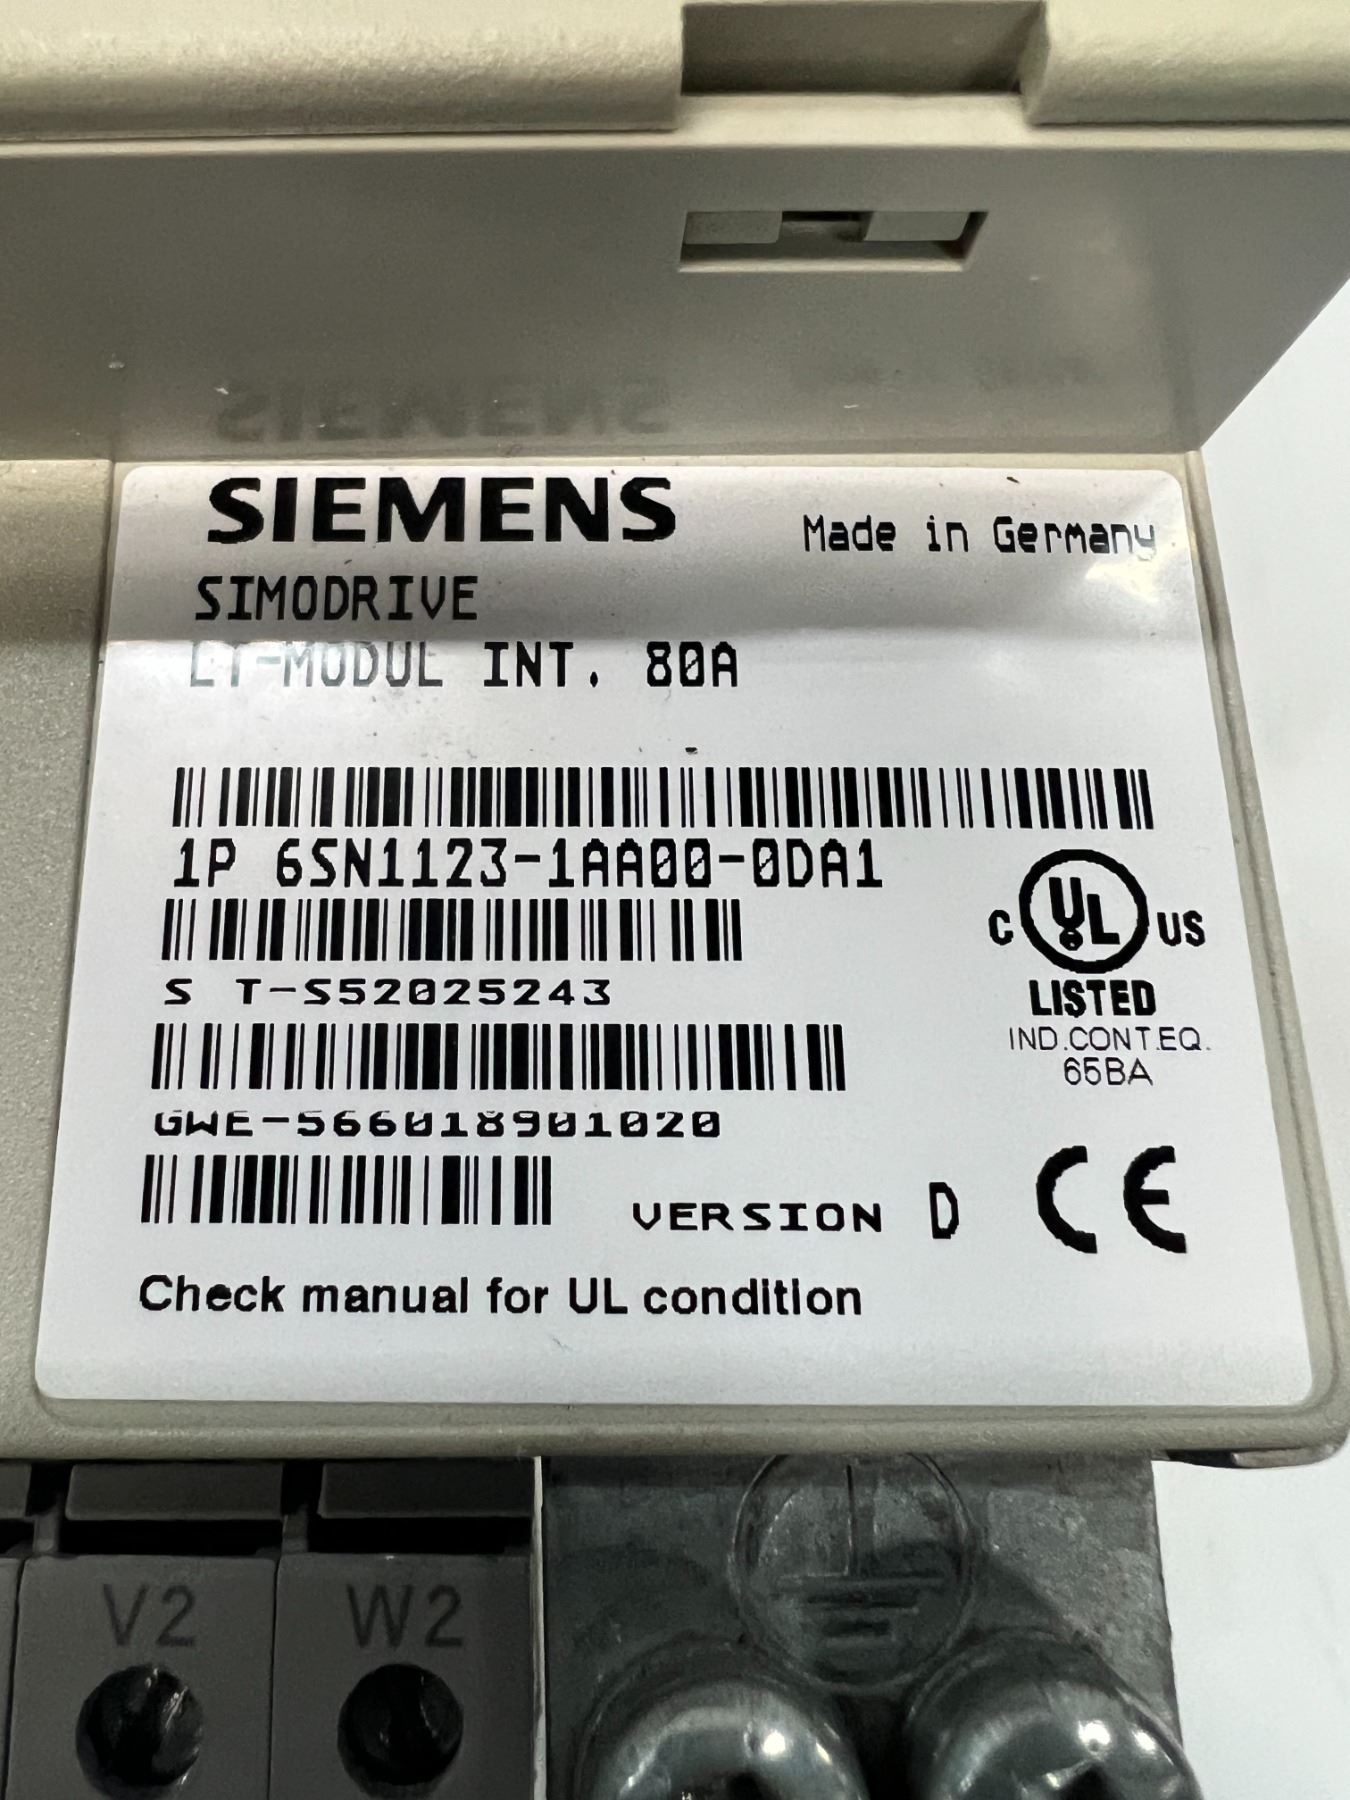 SIEMENS
Made in Germany
SIMODRIVE
LT-MODUL INT. 80A
1P 6SN1123-1AA00-0DA1
C UL US
LISTED
IND.CONT.EQ.
65BA
S T-S52025243
GWE-566018901020
VERSION D CE
Check manual for UL condition
V2 W2